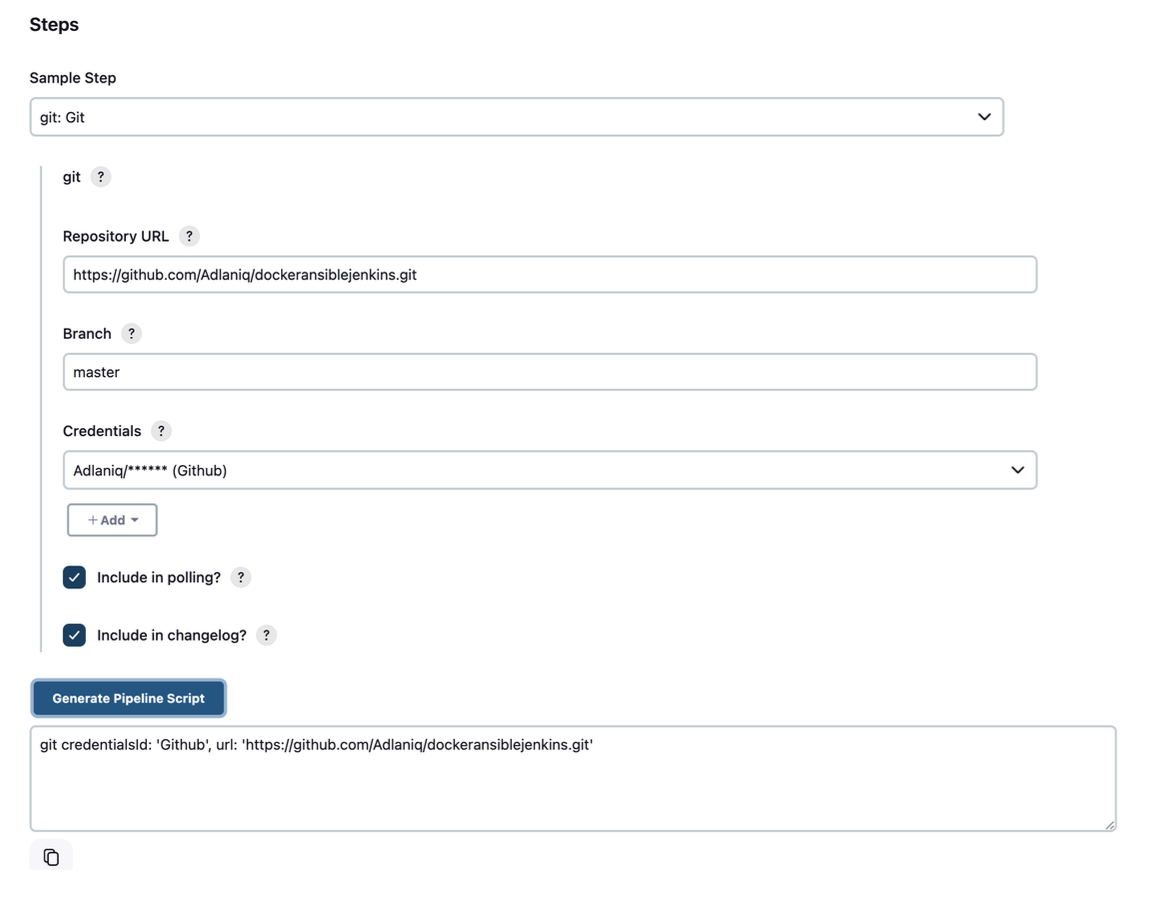 Steps
Sample Step
git: Git
git ?
Repository URL ?
https://github.com/Adlaniq/dockeransiblejenkins.git
Branch ?
master
Credentials ?
Adlaniq/****** (Github)
+ Add
Include in polling? ?
Include in changelog? ?
Generate Pipeline Script
git credentialsId: 'Github', url: 'https://github.com/Adlaniq/dockeransiblejenkins.git'